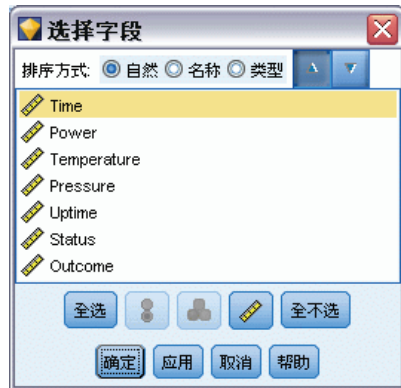 选择字段
排序方式: 自然 名称 类型
Time
Power
Temperature
Pressure
Uptime
Status
Outcome
全选 全不选
确定 应用 取消 帮助